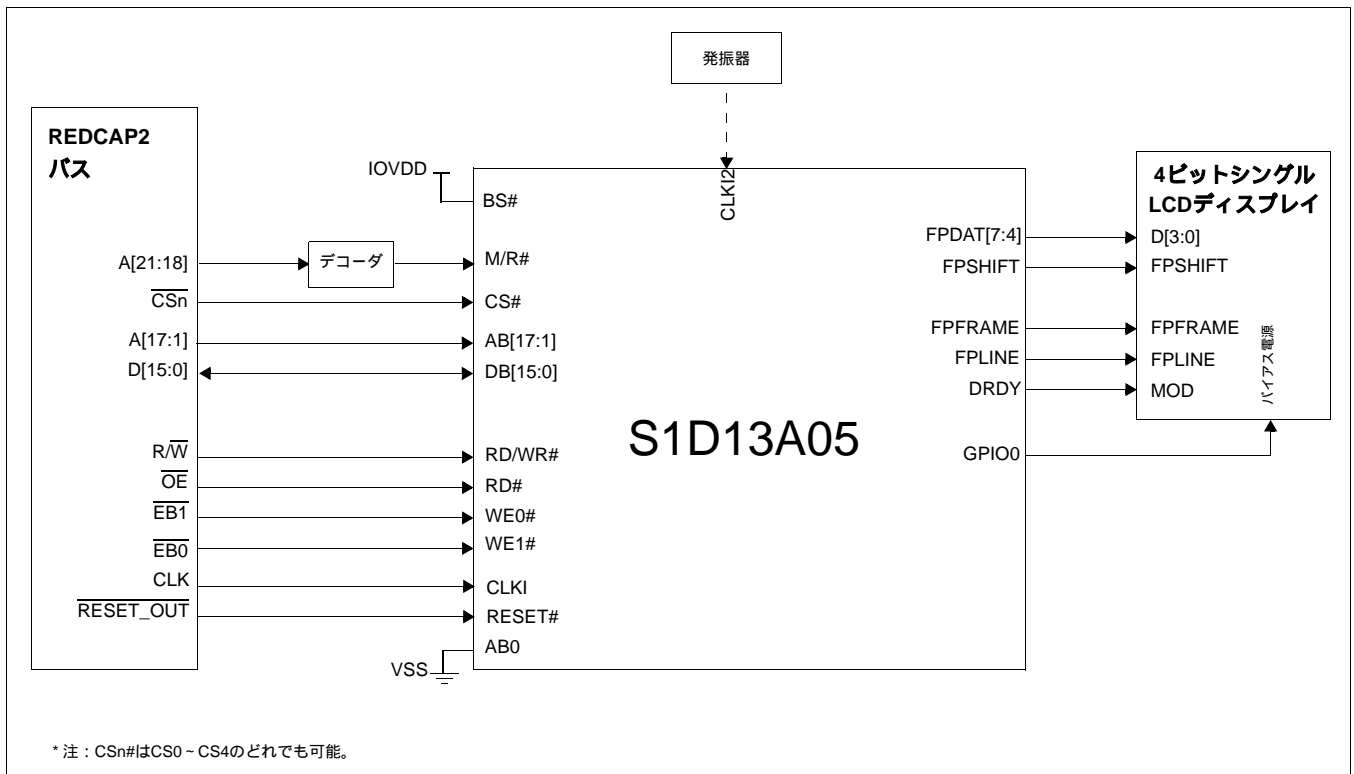 発振器
REDCAP2
バス
IOVDD
BS#
CLKI2
4ビットシングル
LCDディスプレイ
A[21:18]
デコーダ
M/R#
FPDAT[7:4]
D[3:0]
FPSHIFT
FPSHIFT
CSn
CS#
A[17:1]
AB[17:1]
FPFRAME
FPFRAME
D[15:0]
DB[15:0]
FPLINE
FPLINE
DRDY
MOD
バイアス電源
S1D13A05
R/W
RD/WR#
GPIO0
OE
RD#
EB1
WE0#
EB0
WE1#
CLK
CLKI
RESET_OUT
RESET#
AB0
VSS
* 注：CSn#はCS0 ~ CS4のどれでも可能。